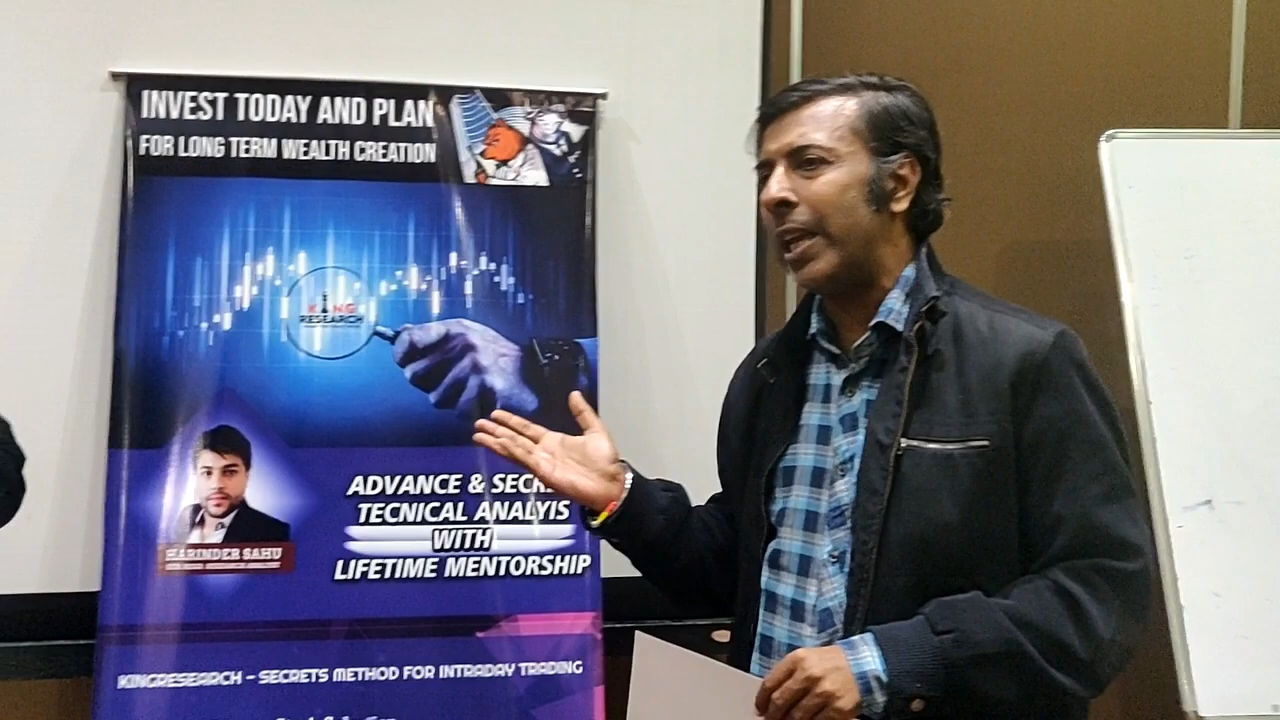 INVEST TODAY AND PLAN
FOR LONG TERM WEALTH CREATION
KING
RESEARCH
HARINDER SAHU
ADVANCE &
TECNICAL ANALYIS
WITH
LIFETIME MENTORSHIP
KINGRESEARCH - SECRETS METHOD FOR INTRADAY TRADING